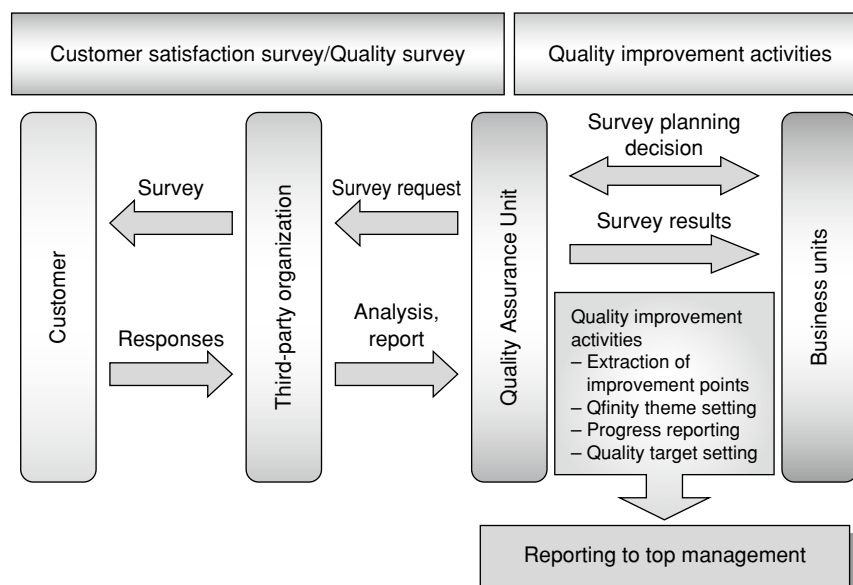 Customer satisfaction survey/Quality survey
Quality improvement activities
Customer
Survey
Responses
Third-party organization
Survey request
Analysis,
report
Quality Assurance Unit
Survey planning
decision
Survey results
Quality improvement
activities
– Extraction of
improvement points
– Qfinity theme setting
– Progress reporting
– Quality target setting
Business units
Reporting to top management